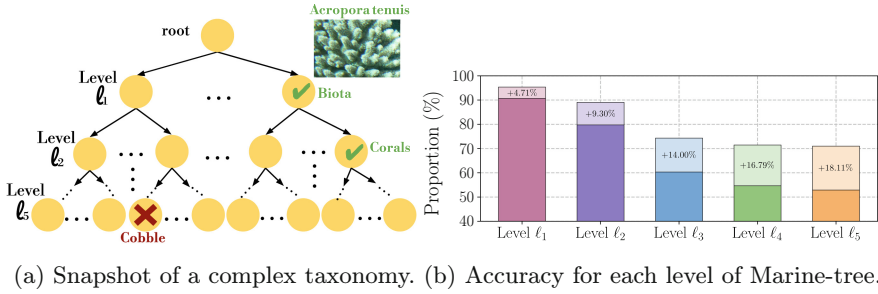 Acropora tenuis
root
Level
ℓ1
... Biota
Level
ℓ2
... ... ... Corals
Level
ℓ5
... ... ... ... ...
Cobble
(a) Snapshot of a complex taxonomy.
Proportion (%)
100
90
80
70
60
50
40
+4.71%
+9.30%
+14.00%
+16.79%
+18.11%
Level ℓ1 Level ℓ2 Level ℓ3 Level ℓ4 Level ℓ5
(b) Accuracy for each level of Marine-tree.